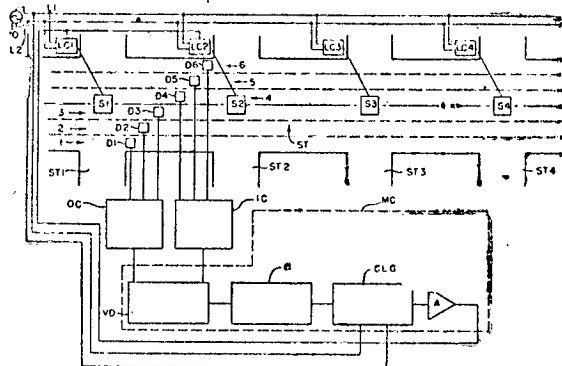 L1
L2
LC1 LC2 LC3 LC4
D6 6
D5 5
D4 4
S1 S2 S3 S4
D3
3
2 D2
1 D1
ST
ST1 ST2 ST3 ST4
OC IC MC
CLG
VD
A